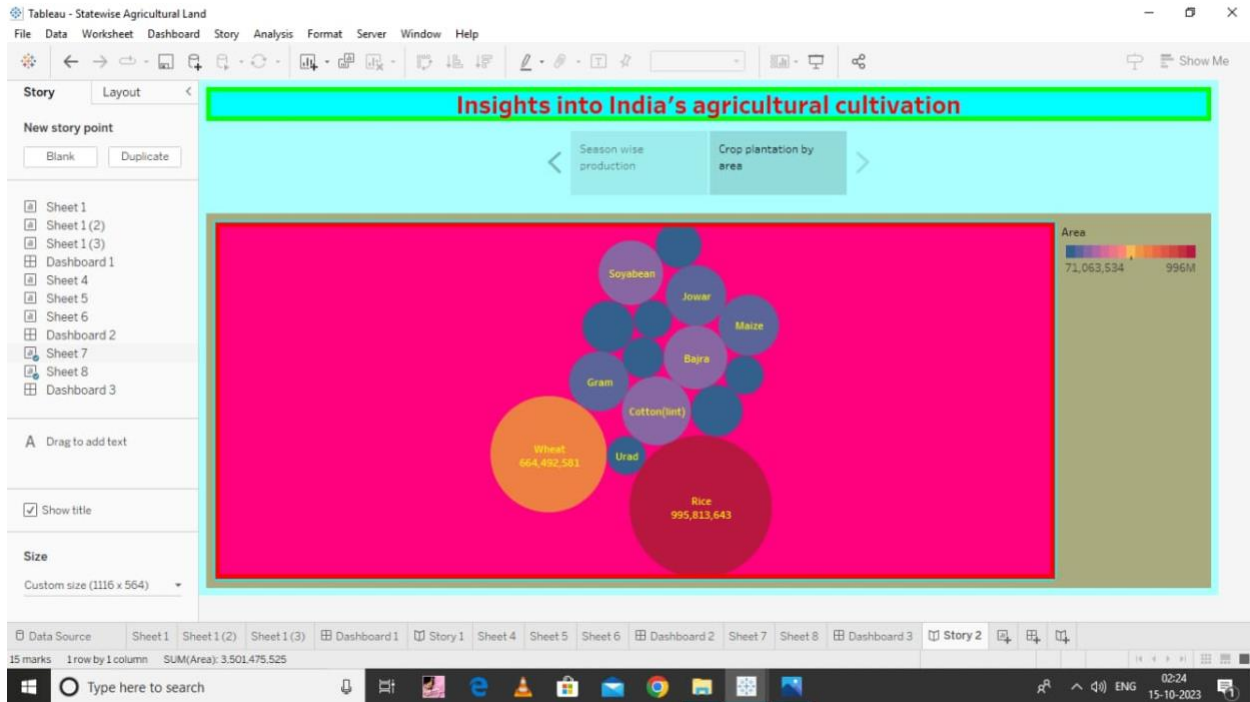 Tableau - Statewise Agricultural Land
File Data Worksheet Dashboard Story Analysis Format Server Window Help
Show Me
Story Layout
New story point
Blank Duplicate
Sheet 1
Sheet 1 (2)
Sheet 1 (3)
Dashboard 1
Sheet 4
Sheet 5
Sheet 6
Dashboard 2
Sheet 7
Sheet 8
Dashboard 3
A Drag to add text
Show title
Size
Custom size (1116 x 564)
Insights into India's agricultural cultivation
Season wise
production
Crop plantation by
area
Soyabean
Jowar
Maize
Bajra
Gram
Cotton(lint)
Wheat
664,492,581
Urad
Rice
995,813,643
Area
71,063,534 996M
Data Source Sheet 1 Sheet 1 (2) Sheet 1 (3) Dashboard 1 Story 1 Sheet 4 Sheet 5 Sheet 6 Dashboard 2 Sheet 7 Sheet 8 Dashboard 3 Story 2
15 marks 1 row by 1 column SUM(Area): 3,501,475,525
Type here to search
ENG
02:24
15-10-2023
1